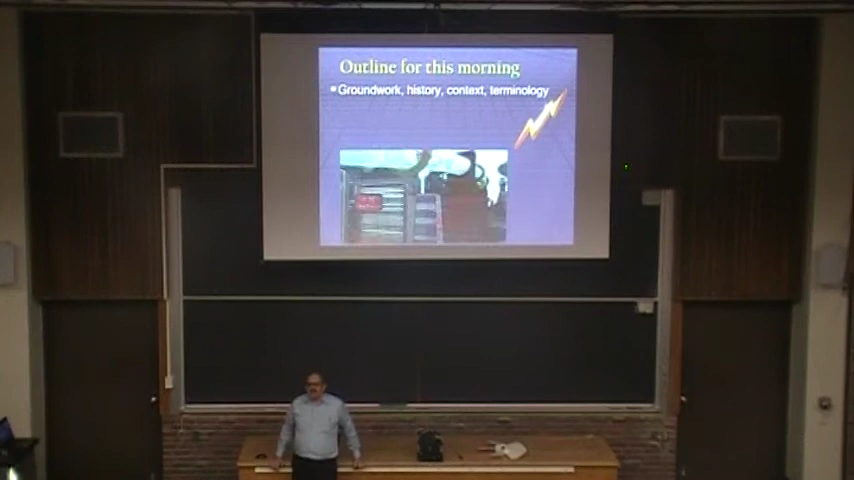 Outline for this morning
Groundwork, history, context, terminology